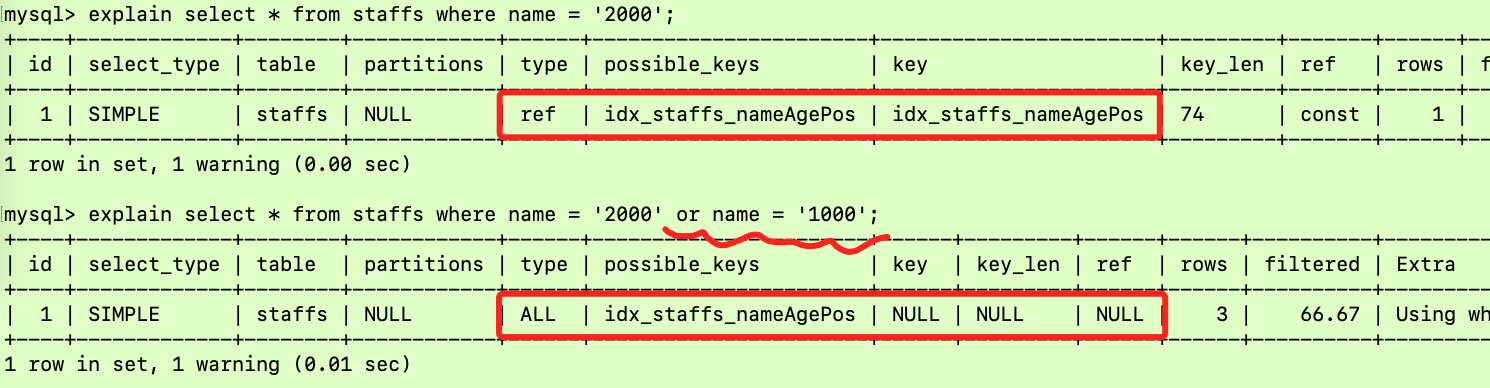 mysql> explain select * from staffs where name = '2000';
+----+-------------+--------+------------+------+-----------------------+-----------------------+---------+-------+------+--
| id | select_type | table  | partitions | type | possible_keys         | key                   | key_len | ref   | rows | f
+----+-------------+--------+------------+------+-----------------------+-----------------------+---------+-------+------+--
|  1 | SIMPLE      | staffs | NULL       | ref  | idx_staffs_nameAgePos | idx_staffs_nameAgePos | 74      | const |    1 |
+----+-------------+--------+------------+------+-----------------------+-----------------------+---------+-------+------+--
1 row in set, 1 warning (0.00 sec)
mysql> explain select * from staffs where name = '2000' or name = '1000';
+----+-------------+--------+------------+------+-----------------------+------+---------+------+------+----------+---------
| id | select_type | table  | partitions | type | possible_keys         | key  | key_len | ref  | rows | filtered | Extra
+----+-------------+--------+------------+------+-----------------------+------+---------+------+------+----------+---------
|  1 | SIMPLE      | staffs | NULL       | ALL  | idx_staffs_nameAgePos | NULL | NULL    | NULL |    3 |    66.67 | Using wh
+----+-------------+--------+------------+------+-----------------------+------+---------+------+------+----------+---------
1 row in set, 1 warning (0.01 sec)